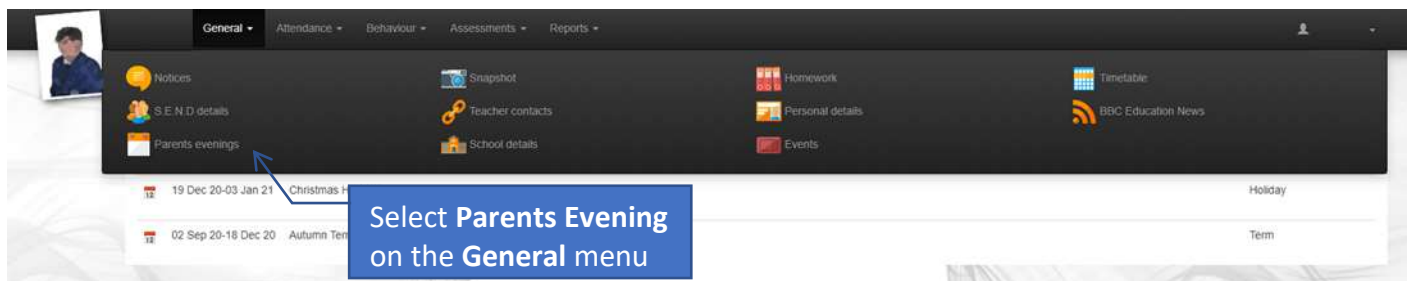 General Attendance Behaviour Assessments Reports
Notices Snapshot Homework Timetable
S.E.N.D details Teacher contacts Personal details BBC Education News
Parents evenings School details Events
12 19 Dec 20-03 Jan 21 Christmas H Holiday
Select Parents Evening
12 02 Sep 20-18 Dec 20 Autumn Ter Term
on the General menu